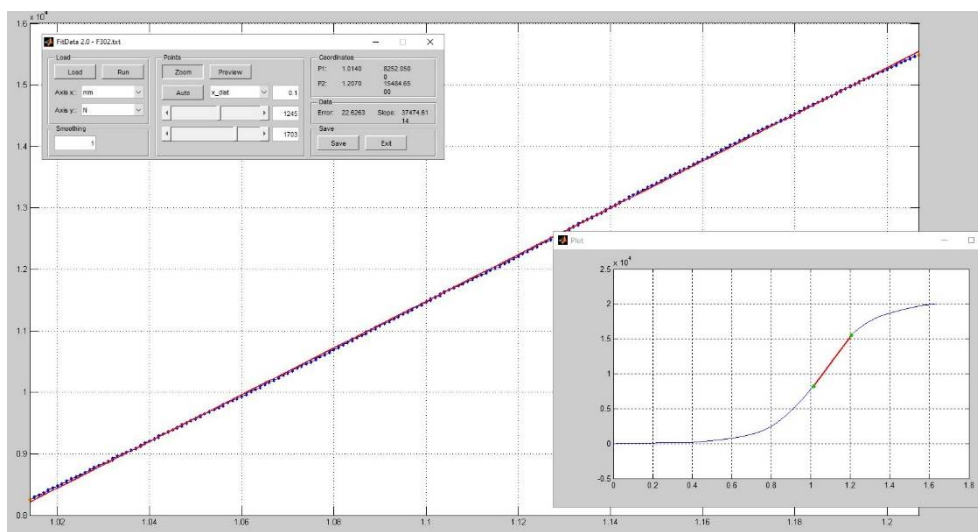 x 10⁴
1.6
1.5
1.4
1.3
1.2
1.1
1
0.9
0.8
1.02
1.04
1.06
1.08
1.1
1.12
1.14
1.16
1.18
1.2
FitData 2.0 - F302.txt
Load
Load Run
Axis x: mm
Axis y: N
Smoothing
1
Points
Zoom Preview
Auto x_dist 0.1
1245
1703
Coordinates
P1: 1.0140 8252.050
0
P2: 1.2070 15484.65
00
Data
Error: 22.6263 Slope: 37474.61
14
Save
Save Exit
Plot
x 10⁴
2.5
2
1.5
1
0.5
0
-0.5
0 0.2 0.4 0.6 0.8 1 1.2 1.4 1.6 1.8